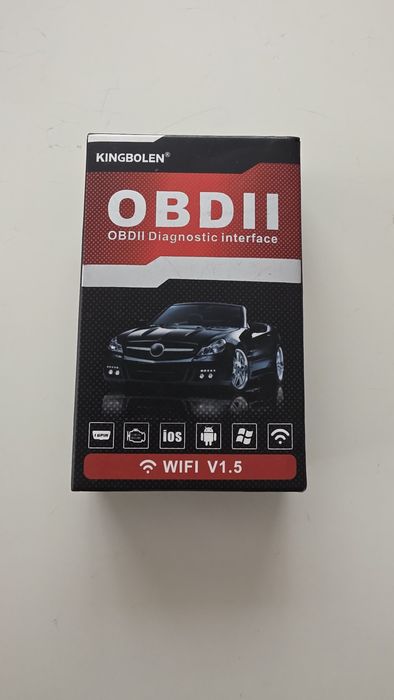 KINGBOLEN®
OBDII
OBDII Diagnostic interface
16PIN
ios
WIFI V1.5